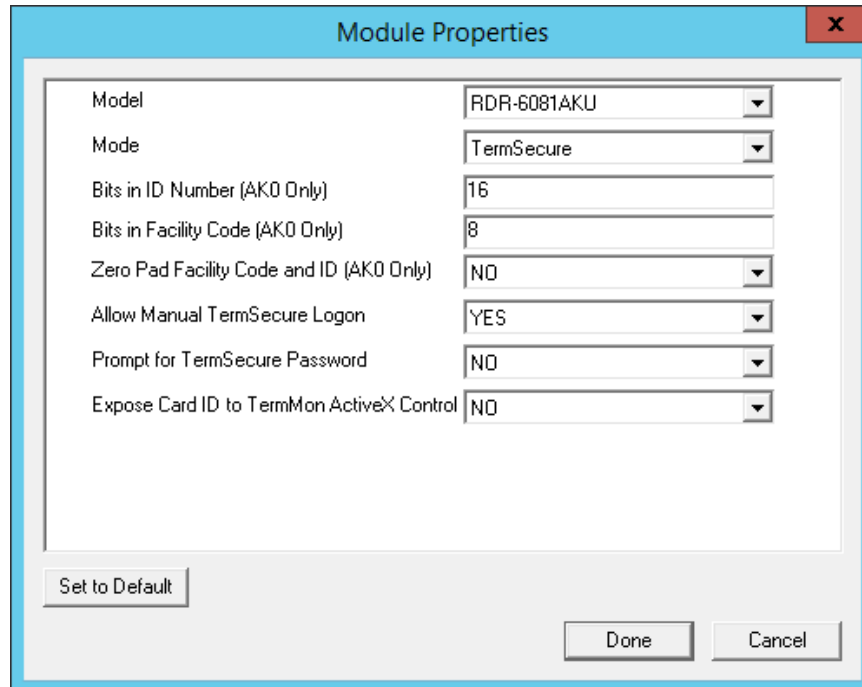 Module Properties
x
Model RDR-6081AKU
Mode TermSecure
Bits in ID Number (AK0 Only) 16
Bits in Facility Code (AK0 Only) 8
Zero Pad Facility Code and ID (AK0 Only) NO
Allow Manual TermSecure Logon YES
Prompt for TermSecure Password NO
Expose Card ID to TermMon ActiveX Control NO
Set to Default
Done Cancel